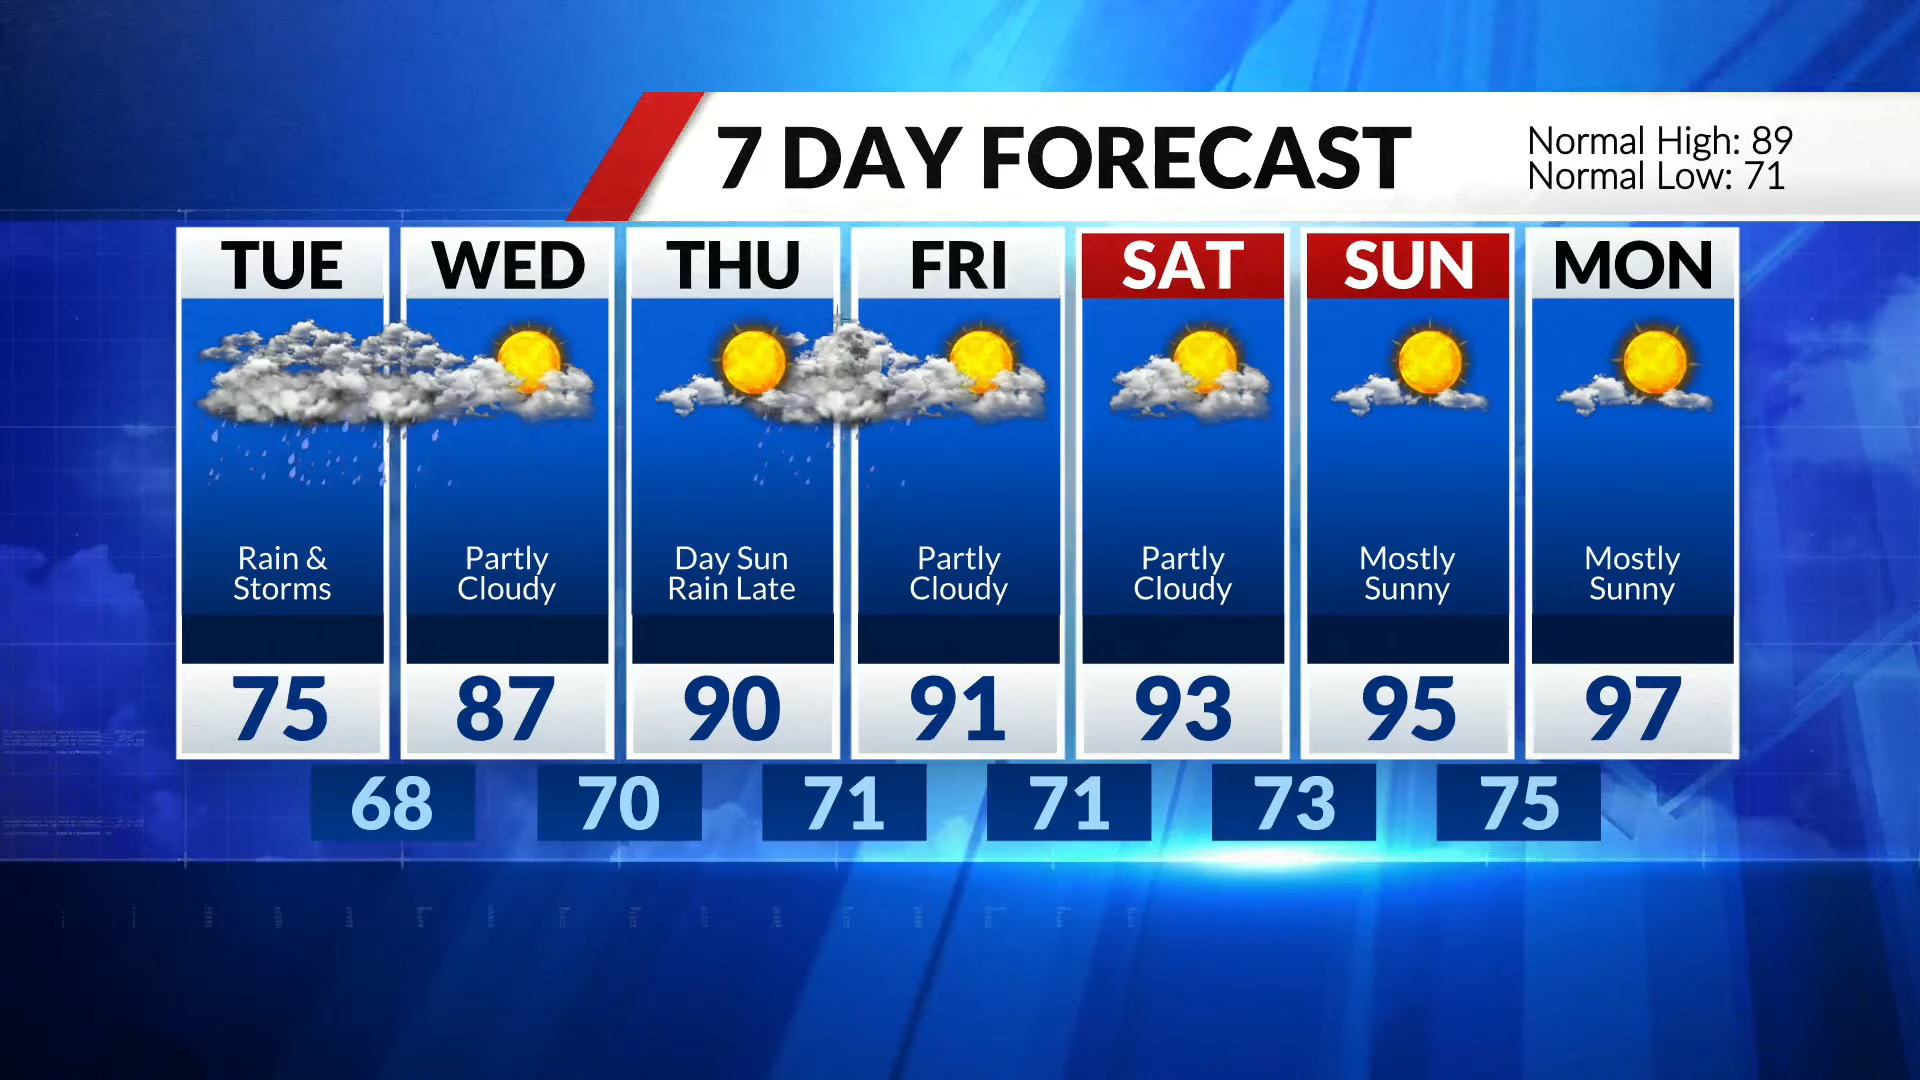 7 DAY FORECAST
Normal High: 89
Normal Low: 71
TUE
WED
THU
FRI
SAT
SUN
MON
Rain &
Storms
Partly
Cloudy
Day Sun
Rain Late
Partly
Cloudy
Partly
Cloudy
Mostly
Sunny
Mostly
Sunny
75
87
90
91
93
95
97
68
70
71
71
73
75